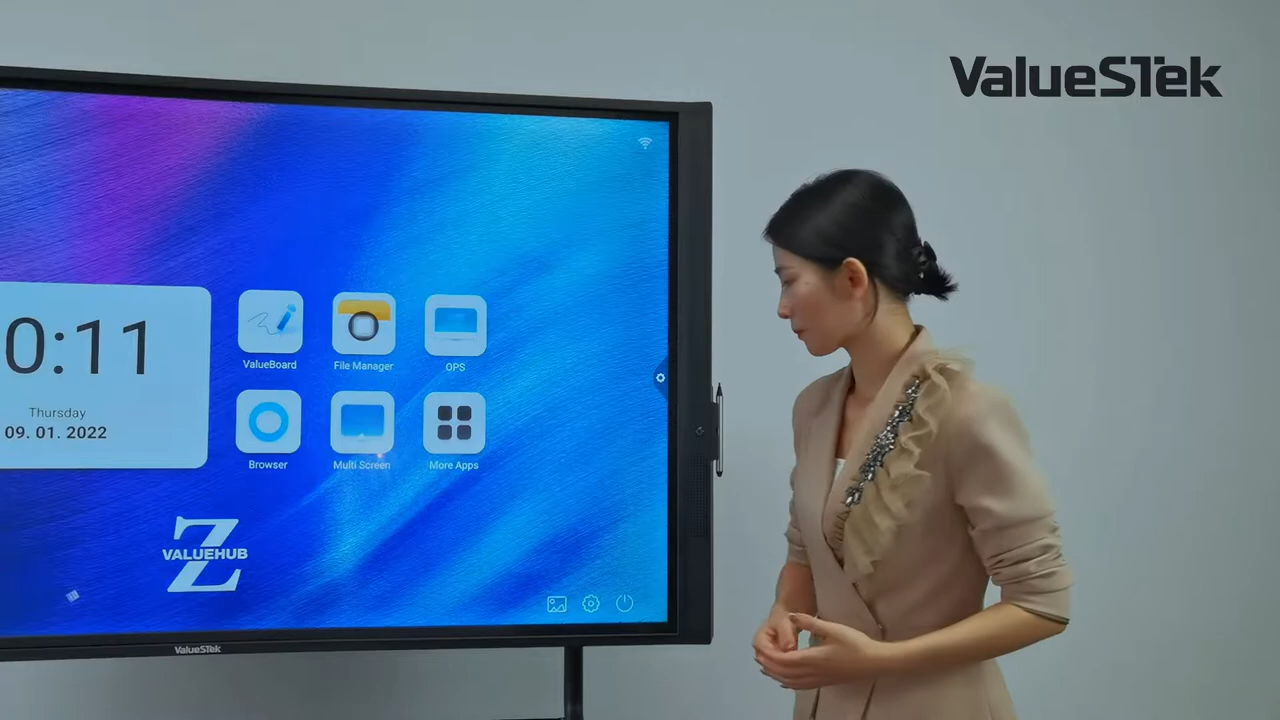 ValueSTek
0:11
Thursday
09. 01. 2022
ValueBoard
File Manager
OPS
Browser
Multi Screen
More Apps
Z
VALUEHUB
ValueSTek